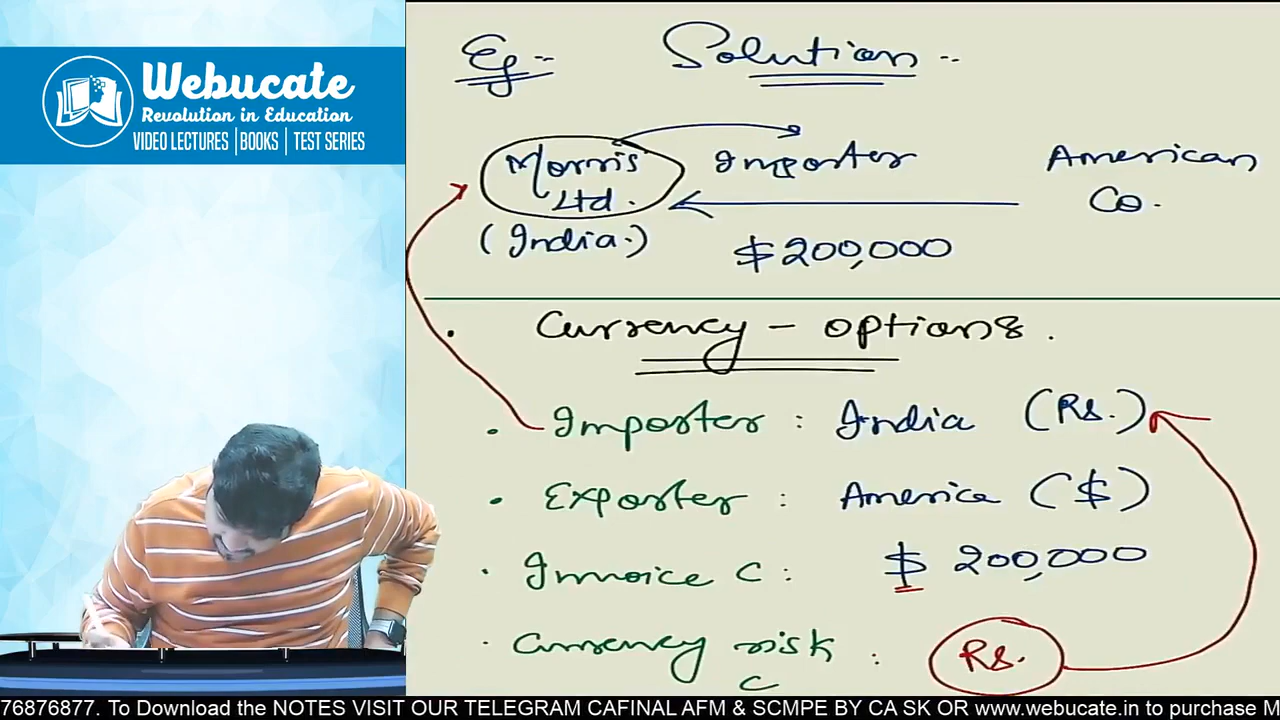 Webucate
Revolution in Education
VIDEO LECTURES | BOOKS | TEST SERIES
Eg:- Solution :-
Morris Ltd. Importer American Co.
(India.) $200,000
. Currency - options.
. Importer : India (Rs.)
. Exporter : America ($)
. Invoice C : $ 200,000
. Currency risk : Rs.
C
76876877. To Download the NOTES VISIT OUR TELEGRAM CAFINAL AFM & SCMPE BY CA SK OR www.webucate.in to purchase M